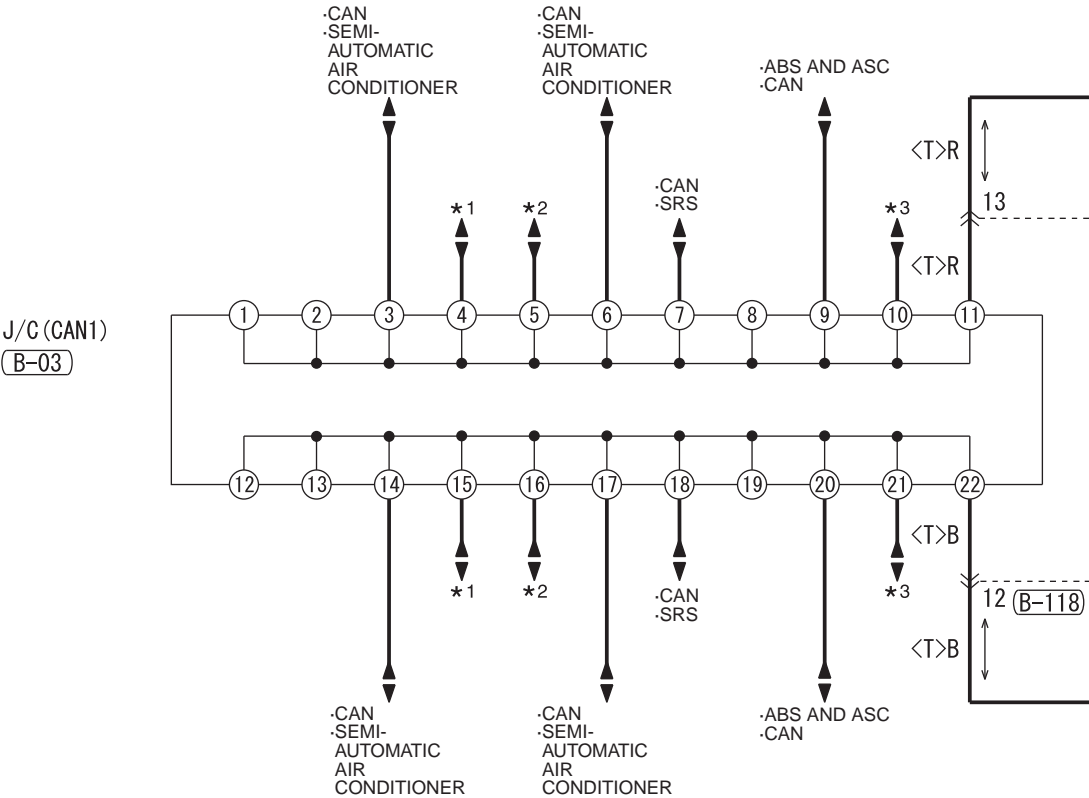 ·CAN
·SEMI-
AUTOMATIC
AIR
CONDITIONER
·CAN
·SEMI-
AUTOMATIC
AIR
CONDITIONER
·ABS AND ASC
·CAN
<T>R
·CAN
·SRS
*1
*2
*3
13
<T>R
J/C(CAN1)
B-03
1 2 3 4 5 6 7 8 9 10 11
12 13 14 15 16 17 18 19 20 21 22
<T>B
*1
*2
·CAN
·SRS
*3
12 B-118
<T>B
·CAN
·SEMI-
AUTOMATIC
AIR
CONDITIONER
·CAN
·SEMI-
AUTOMATIC
AIR
CONDITIONER
·ABS AND ASC
·CAN